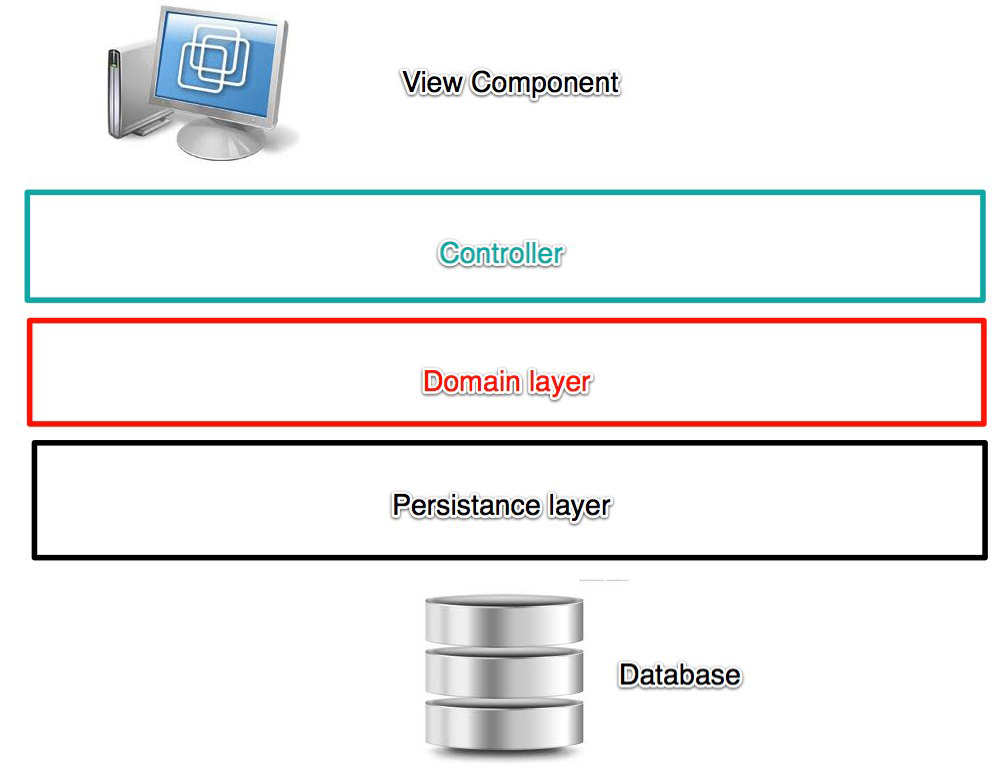 View Component
Controller
Domain layer
Persistance layer
Database